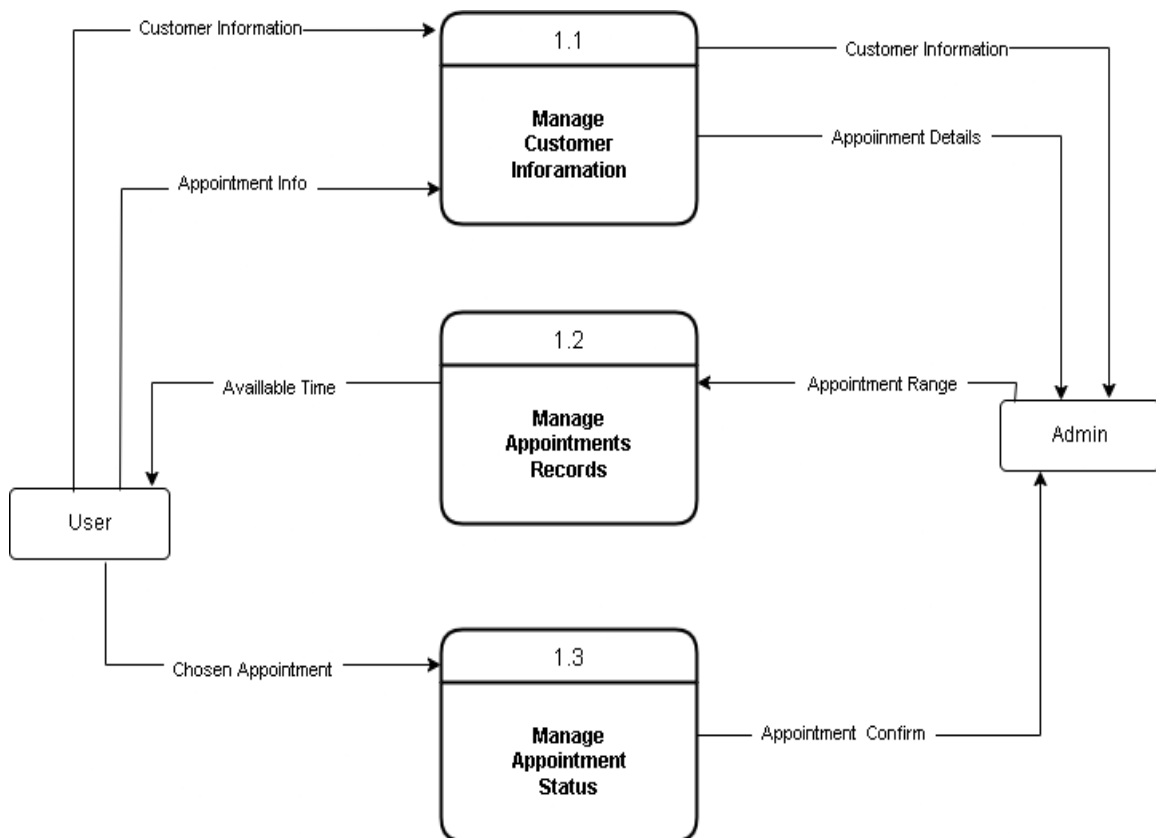 Customer Information
1.1
Customer Information
Manage
Customer
Inforamation
Appoiinment Details
Appointment Info
1.2
Availlable Time
Appointment Range
Manage
Appointments
Records
Admin
User
1.3
Chosen Appointment
Manage
Appointment
Status
Appointment Confirm